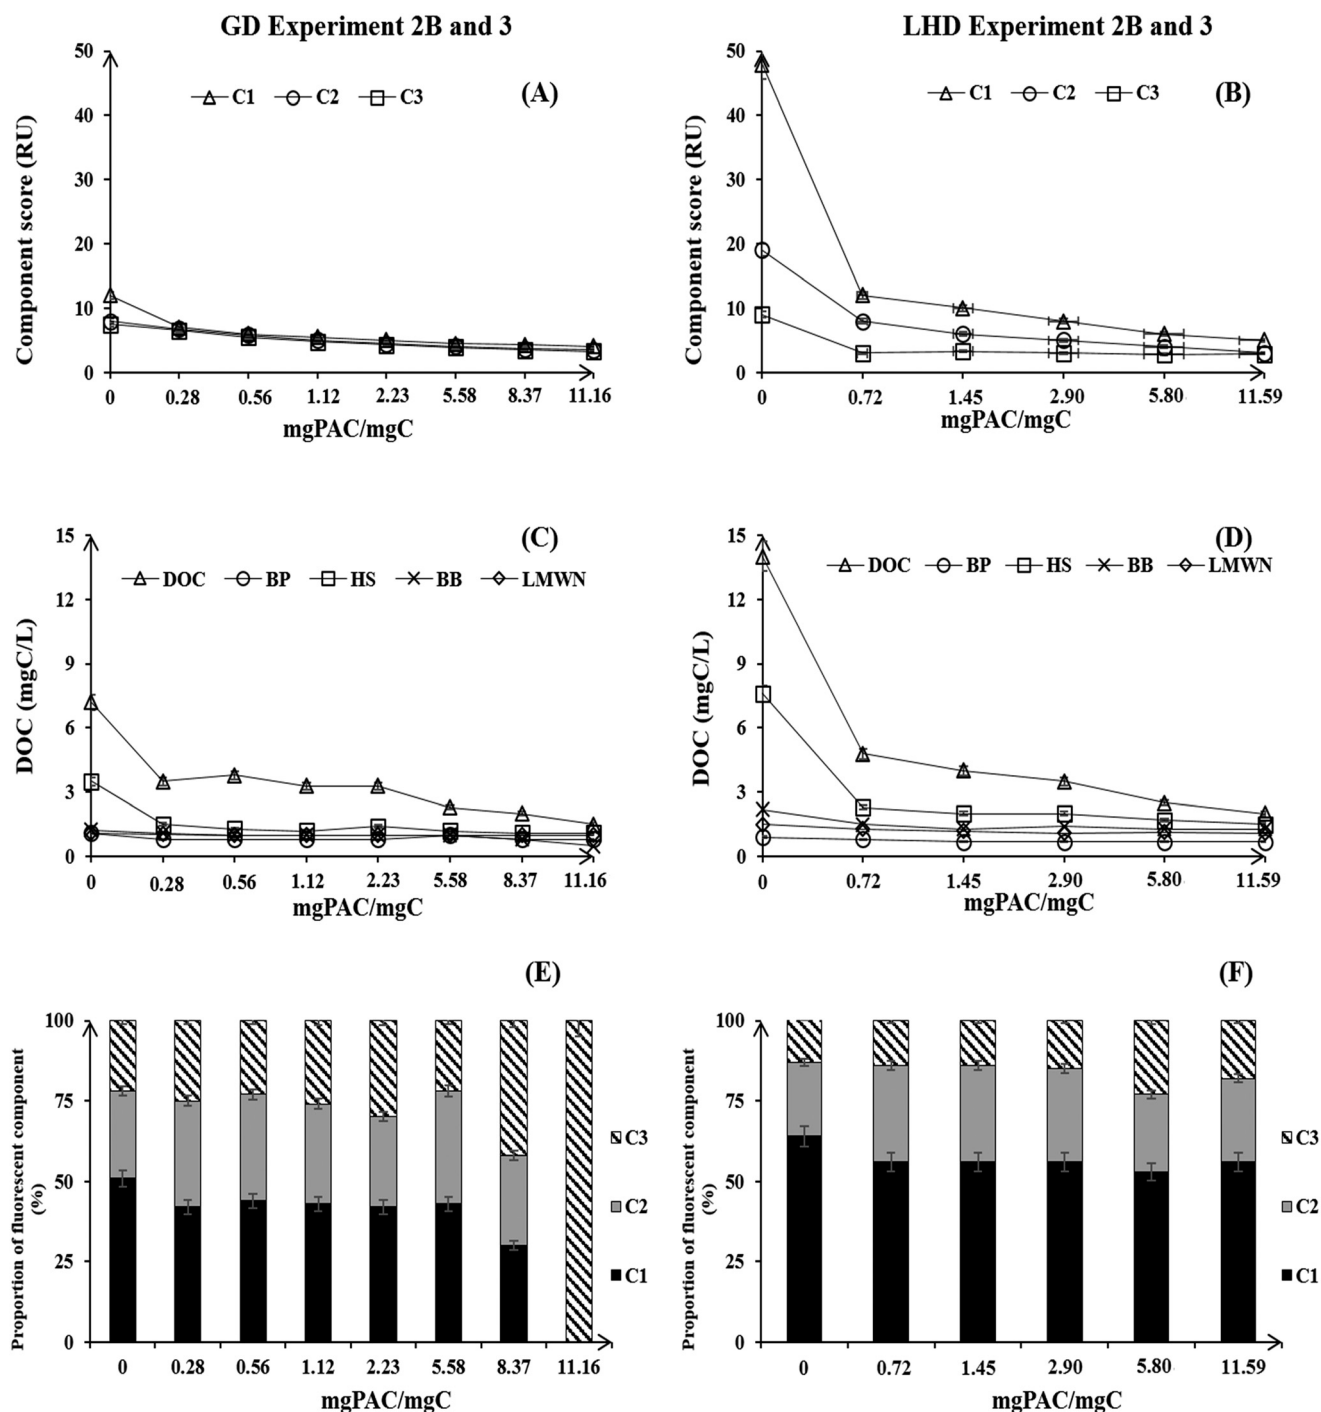 GD Experiment 2B and 3
LHD Experiment 2B and 3
(A)
C1 C2 C3
Component score (RU)
50
40
30
20
10
0
0 0.28 0.56 1.12 2.23 5.58 8.37 11.16
mgPAC/mgC
(B)
C1 C2 C3
Component score (RU)
50
40
30
20
10
0
0 0.72 1.45 2.90 5.80 11.59
mgPAC/mgC
(C)
DOC BP HS BB LMWN
DOC (mgC/L)
15
12
9
6
3
0
0 0.28 0.56 1.12 2.23 5.58 8.37 11.16
mgPAC/mgC
(D)
DOC BP HS BB LMWN
DOC (mgC/L)
15
12
9
6
3
0
0 0.72 1.45 2.90 5.80 11.59
mgPAC/mgC
(E)
Proportion of fluorescent component
(%)
100
75
50
25
0
C3
C2
C1
0 0.28 0.56 1.12 2.23 5.58 8.37 11.16
mgPAC/mgC
(F)
Proportion of fluorescent component
(%)
100
75
50
25
0
C3
C2
C1
0 0.72 1.45 2.90 5.80 11.59
mgPAC/mgC